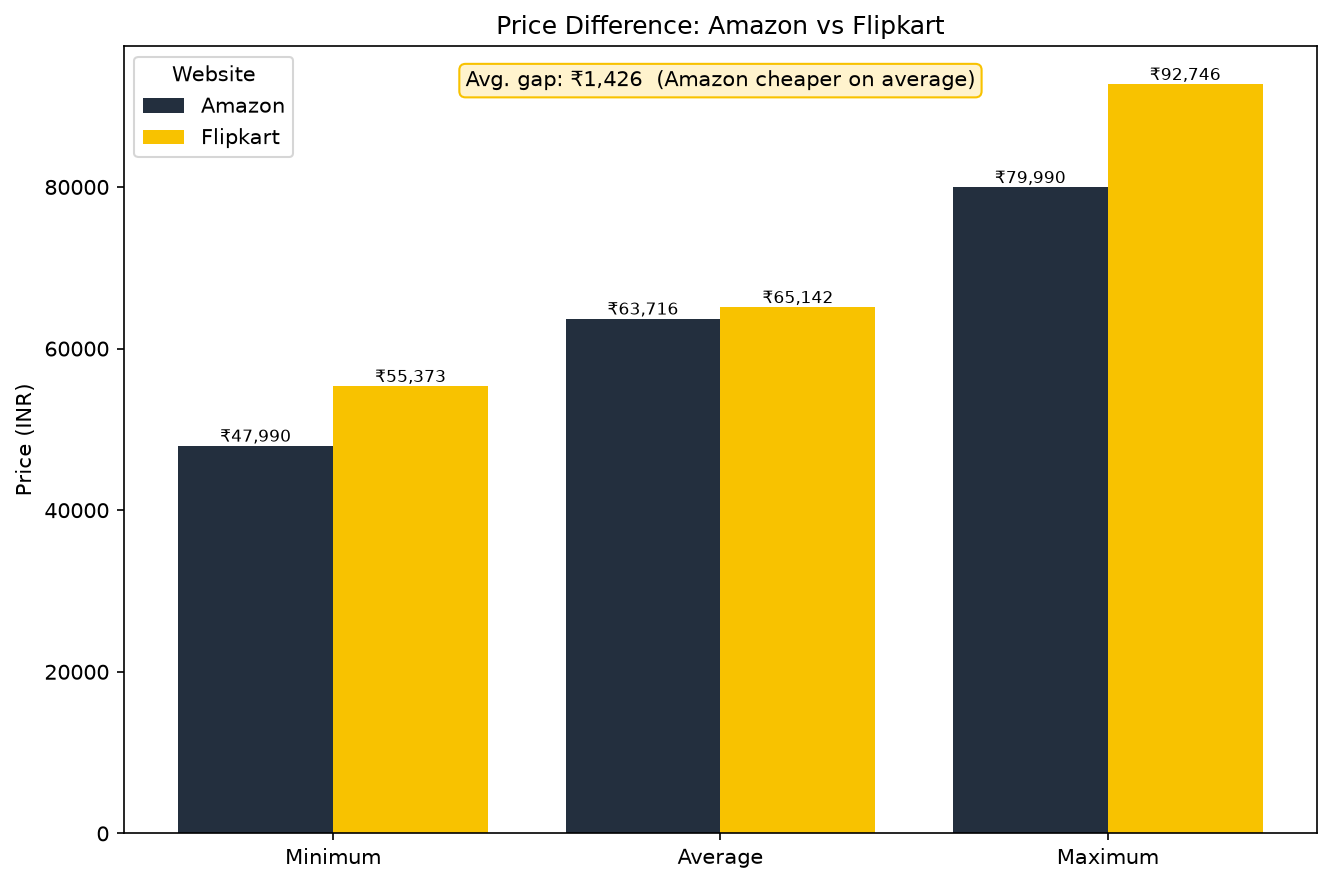 Price Difference: Amazon vs Flipkart
Website
Amazon
Flipkart
Avg. gap: ₹1,426  (Amazon cheaper on average)
₹92,746
₹79,990
₹63,716
₹65,142
₹55,373
₹47,990
Price (INR)
80000
60000
40000
20000
0
Minimum
Average
Maximum